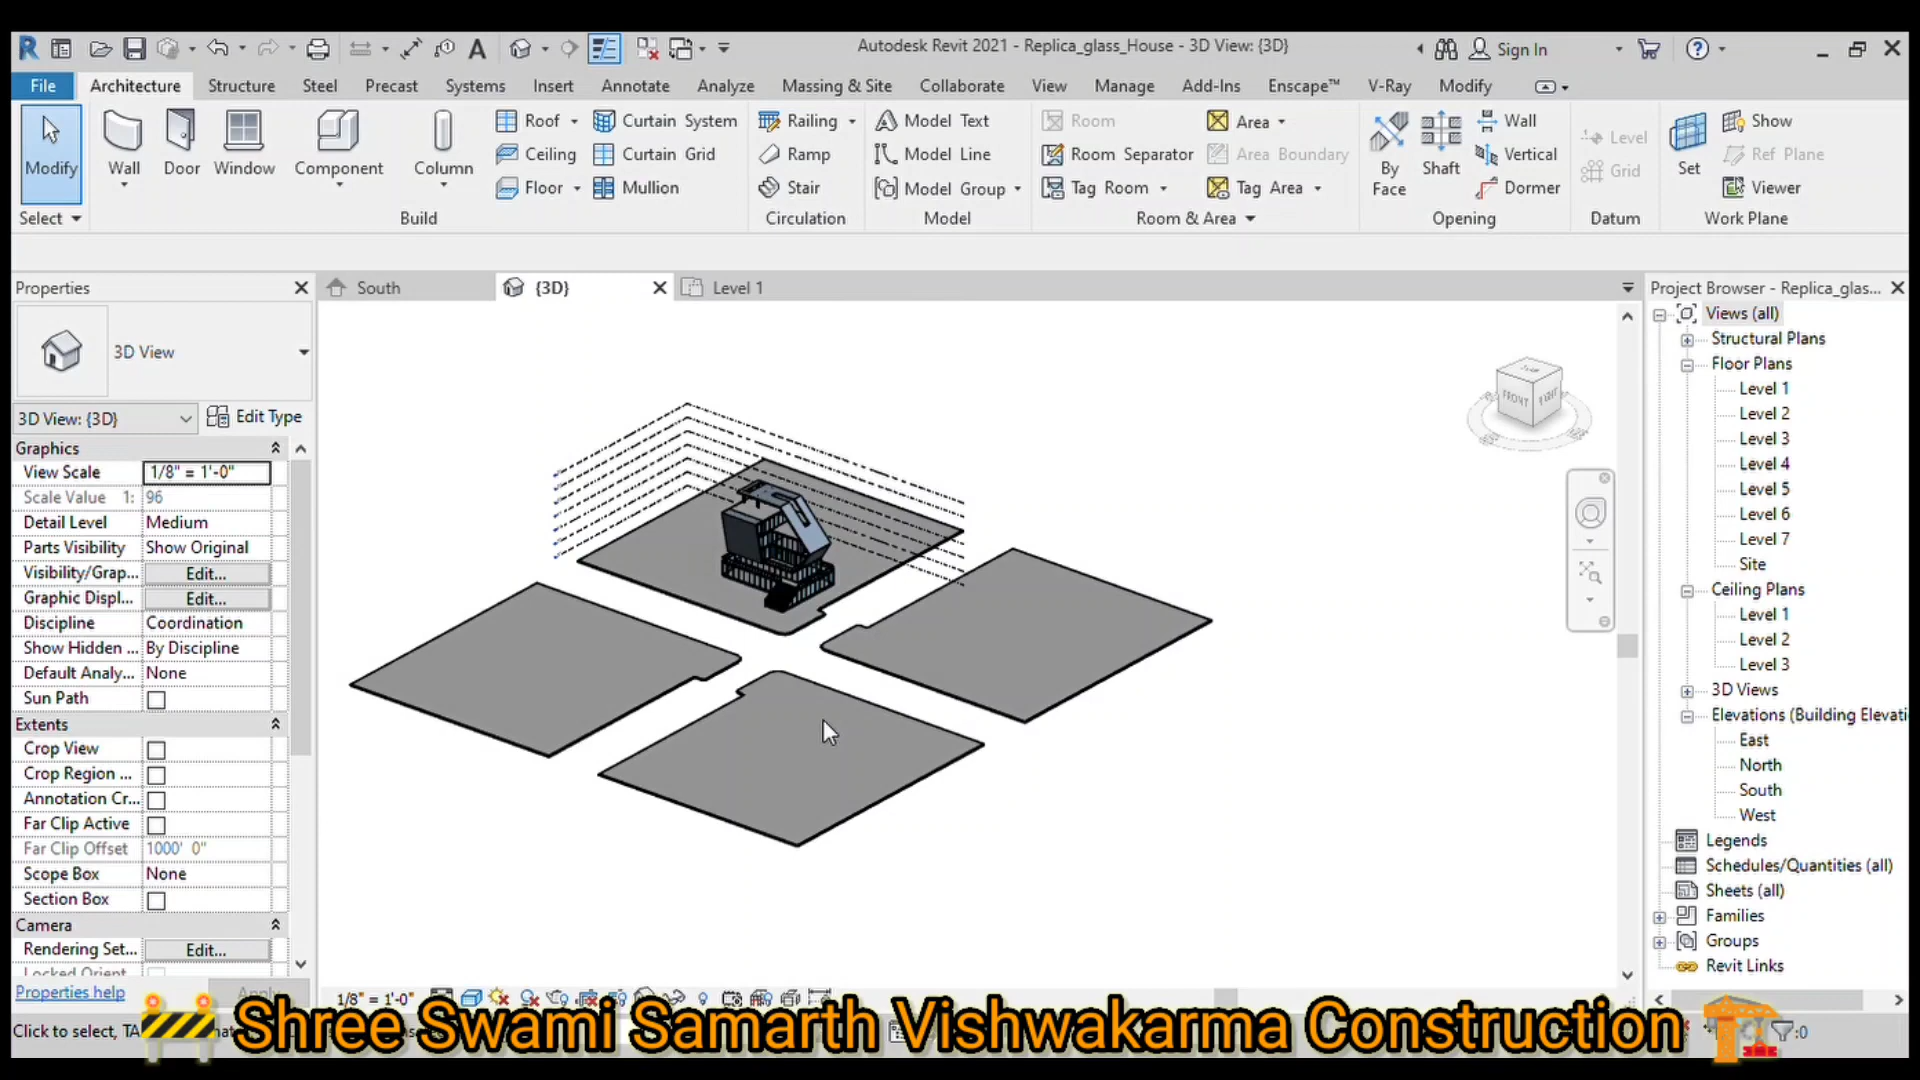 Autodesk Revit 2021 - Replica_glass_House - 3D View: {3D}
Sign In
File Architecture Structure Steel Precast Systems Insert Annotate Analyze Massing & Site Collaborate View Manage Add-Ins Enscape™ V-Ray Modify
Modify
Wall
Door
Window
Component
Column
Roof
Ceiling
Floor
Curtain System
Curtain Grid
Mullion
Railing
Ramp
Stair
Model Text
Model Line
Model Group
Room
Room Separator
Tag Room
Area
Area Boundary
Tag Area
By Face
Shaft
Wall
Vertical
Dormer
Level
Grid
Set
Show
Ref Plane
Viewer
Select Build Circulation Model Room & Area Opening Datum Work Plane
Properties
3D View
3D View: {3D} Edit Type
Graphics
View Scale 1/8" = 1'-0"
Scale Value 1: 96
Detail Level Medium
Parts Visibility Show Original
Visibility/Grap... Edit...
Graphic Displ... Edit...
Discipline Coordination
Show Hidden ... By Discipline
Default Analy... None
Sun Path
Extents
Crop View
Crop Region ...
Annotation Cr...
Far Clip Active
Far Clip Offset 1000' 0"
Scope Box None
Section Box
Camera
Rendering Set... Edit...
Locked Orient
Properties help Apply
South {3D} Level 1
FRONT RIGHT
Project Browser - Replica_glas...
Views (all)
Structural Plans
Floor Plans
Level 1
Level 2
Level 3
Level 4
Level 5
Level 6
Level 7
Site
Ceiling Plans
Level 1
Level 2
Level 3
3D Views
Elevations (Building Elevati
East
North
South
West
Legends
Schedules/Quantities (all)
Sheets (all)
Families
Groups
Revit Links
1/8" = 1'-0"
Click to select, TA
:0
Shree Swami Samarth Vishwakarma Construction